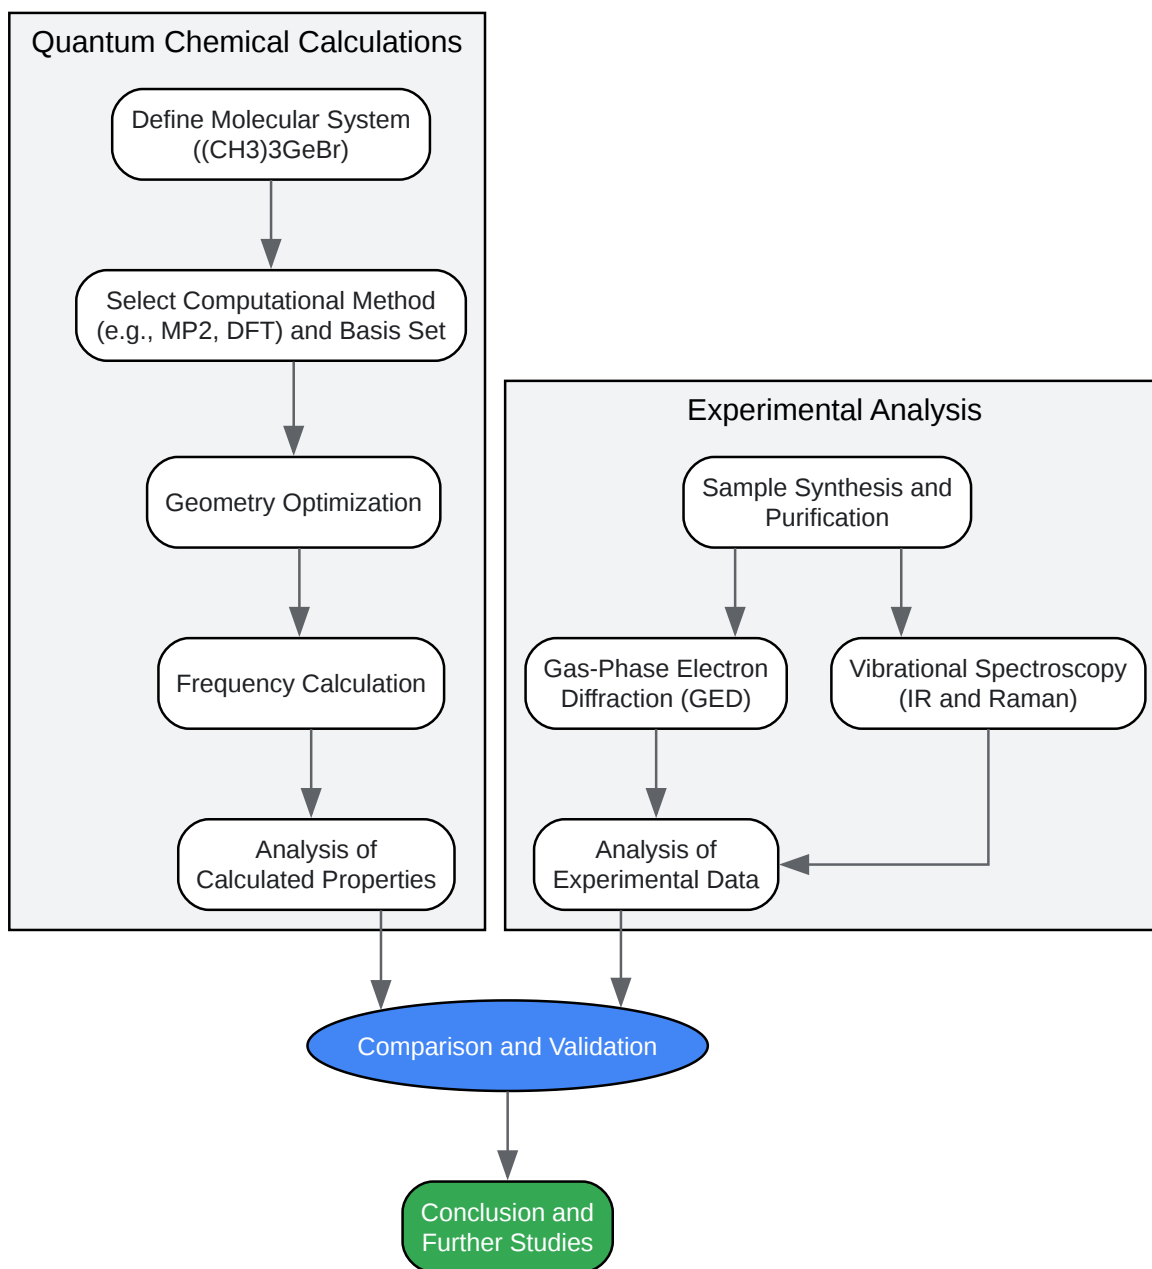 Quantum Chemical Calculations
Define Molecular System
((CH3)3GeBr)
Select Computational Method
(e.g., MP2, DFT) and Basis Set
Geometry Optimization
Frequency Calculation
Analysis of
Calculated Properties
Experimental Analysis
Sample Synthesis and
Purification
Gas-Phase Electron
Diffraction (GED)
Vibrational Spectroscopy
(IR and Raman)
Analysis of
Experimental Data
Comparison and Validation
Conclusion and
Further Studies